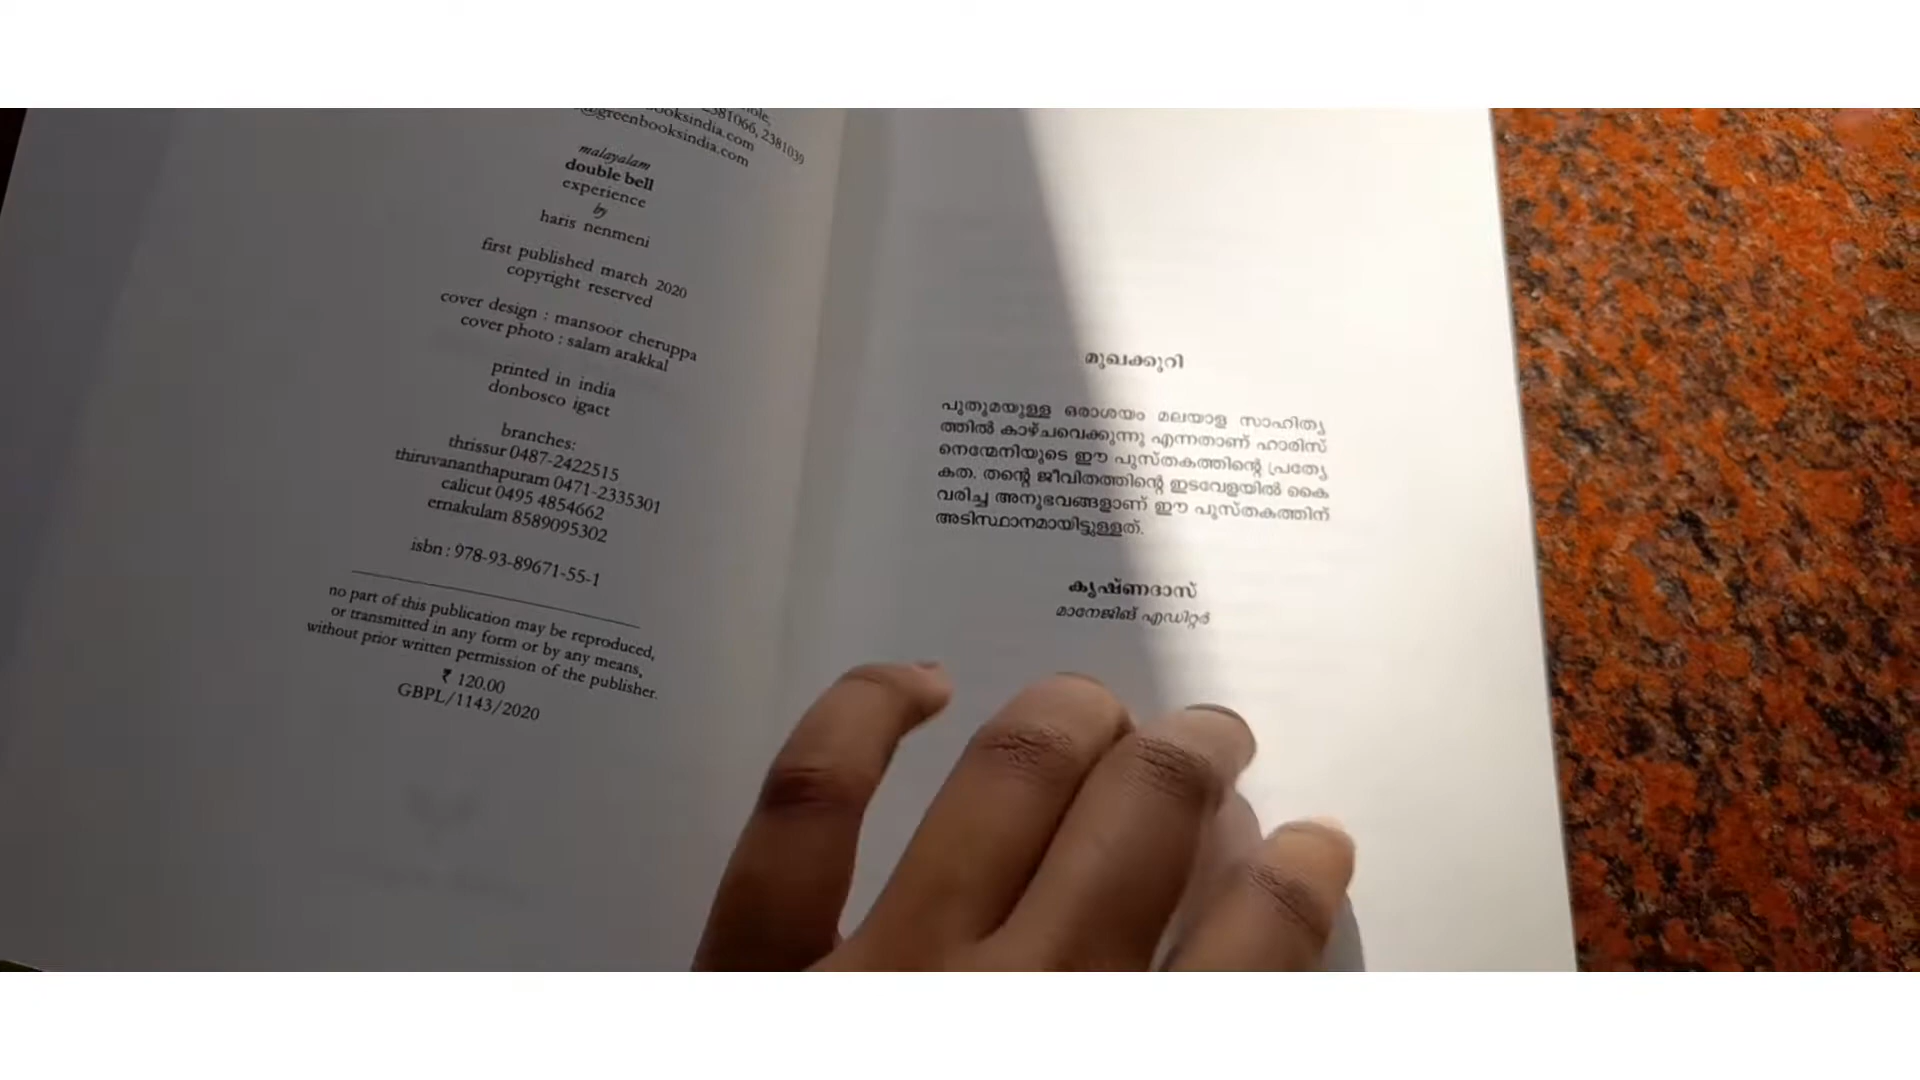 2381066, 2381039
booksindia.com
@greenbooksindia.com
malayalam
double bell
experience
by
haris nenmeni
first published march 2020
copyright reserved
cover design : mansoor cheruppa
cover photo : salam arakkal
printed in india
donbosco igact
branches:
thrissur 0487-2422515
thiruvananthapuram 0471-2335301
calicut 0495 4854662
ernakulam 8589095302
isbn : 978-93-89671-55-1
no part of this publication may be reproduced,
or transmitted in any form or by any means,
without prior written permission of the publisher.
₹ 120.00
GBPL/1143/2020
മുഖക്കുറി
പുതുമയുള്ള ഒരാശയം മലയാള സാഹിത്യ
ത്തിൽ കാഴ്ചവെക്കുന്നു എന്നതാണ് ഹാരിസ്
നെന്മേനിയുടെ ഈ പുസ്തകത്തിന്റെ പ്രത്യേ
കത. തന്റെ ജീവിതത്തിന്റെ ഇടവേളയിൽ കൈ
വരിച്ച അനുഭവങ്ങളാണ് ഈ പുസ്തകത്തിന്
അടിസ്ഥാനമായിട്ടുള്ളത്.
കൃഷ്ണദാസ്
മാനേജിങ് എഡിറ്റർ